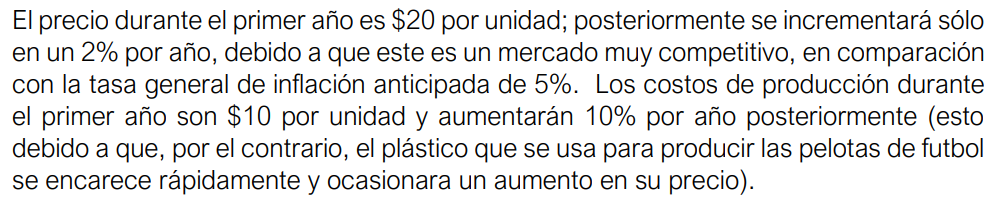 El precio durante el primer año es $20 por unidad; posteriormente se incrementará sólo
en un 2% por año, debido a que este es un mercado muy competitivo, en comparación
con la tasa general de inflación anticipada de 5%.  Los costos de producción durante
el primer año son $10 por unidad y aumentarán 10% por año posteriormente (esto
debido a que, por el contrario, el plástico que se usa para producir las pelotas de futbol
se encarece rápidamente y ocasionara un aumento en su precio).